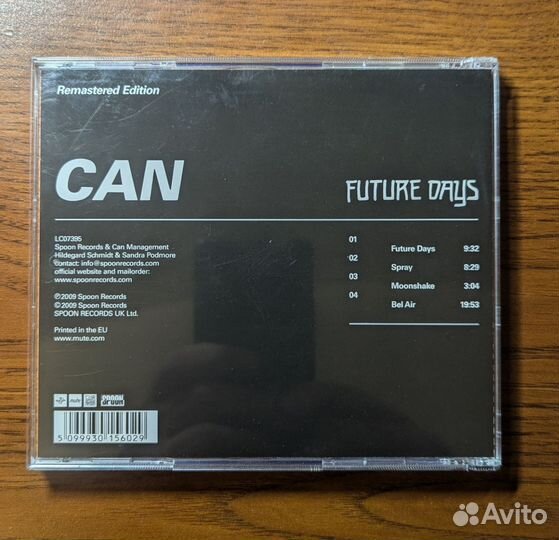 Remastered Edition
CAN
FUTURE DAYS
LC07395
Spoon Records & Can Management
Hildegard Schmidt & Sandra Podmore
contact: info@spoonrecords.com
official website and mailorder:
www.spoonrecords.com
℗2009 Spoon Records
©2009 Spoon Records
SPOON RECORDS UK Ltd.
Printed in the EU
www.mute.com
01
02
03
04
Future Days 9:32
Spray 8:29
Moonshake 3:04
Bel Air 19:53
mute
SPOON
5 099930 156029
Avito